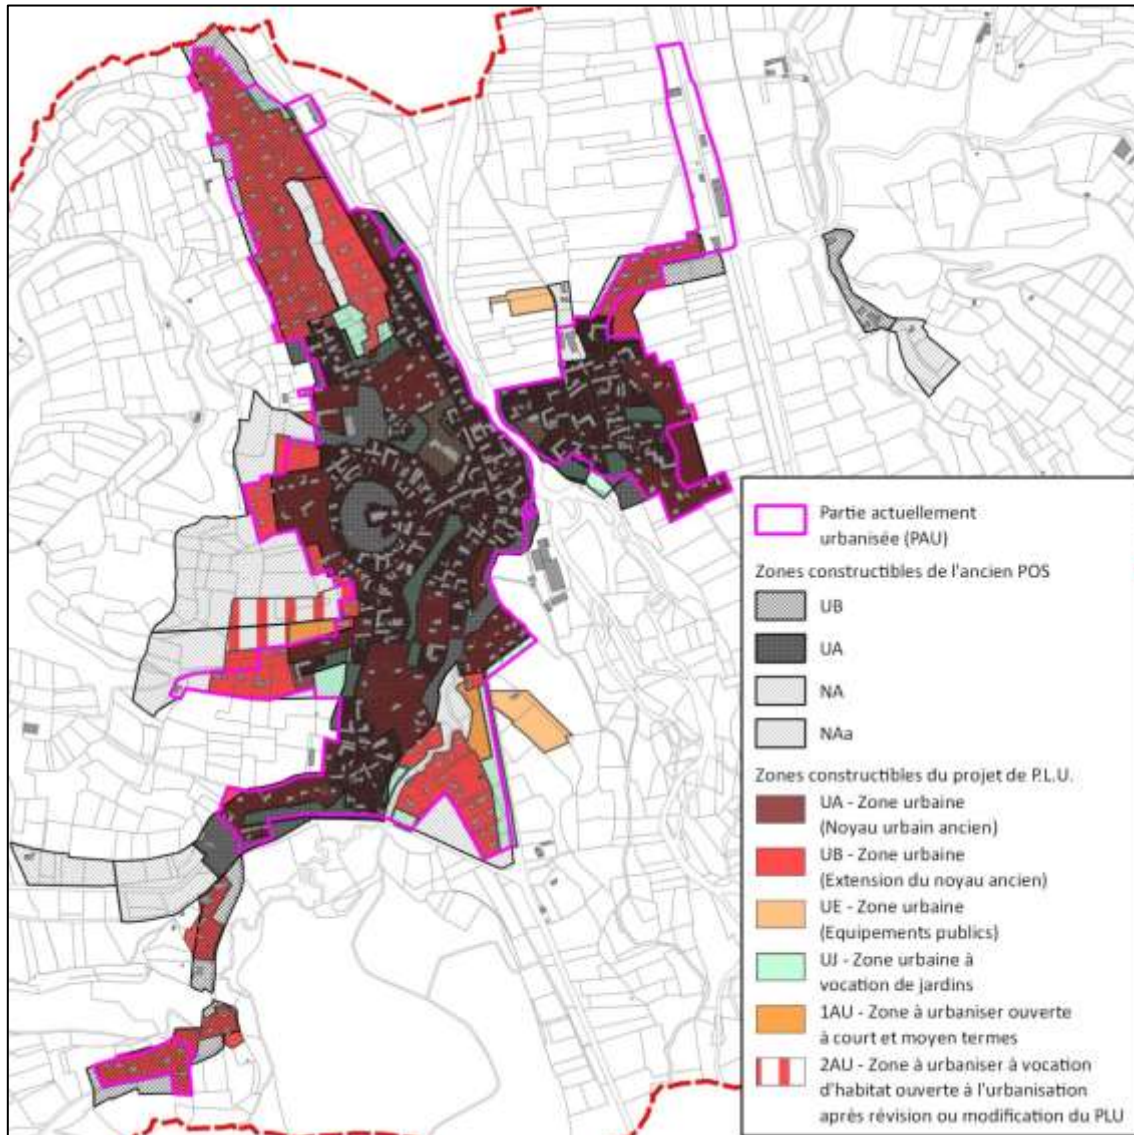 Partie actuellement
urbanisée (PAU)
Zones constructibles de l'ancien POS
UB
UA
NA
NAa
Zones constructibles du projet de P.L.U.
UA - Zone urbaine
(Noyau urbain ancien)
UB - Zone urbaine
(Extension du noyau ancien)
UE - Zone urbaine
(Equipements publics)
UJ - Zone urbaine à
vocation de jardins
1AU - Zone à urbaniser ouverte
à court et moyen termes
2AU - Zone à urbaniser à vocation
d'habitat ouverte à l'urbanisation
après révision ou modification du PLU